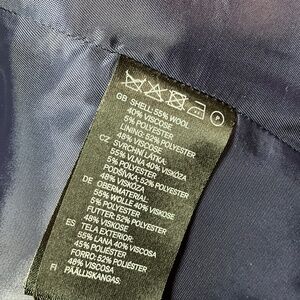 GB SHELL: 55% WOOL
40% VISCOSE
5% POLYESTER
LINING: 52% POLYESTER
48% VISCOSE
CZ SVRCHNÍ LÁTKA:
55% VLNA 40% VISKÓZA
5% POLYESTER
PODŠÍVKA: 52% POLYESTER
48% VISKÓZA
DE OBERMATERIAL:
55% WOLLE 40% VISKOSE
5% POLYESTER
FUTTER: 52% POLYESTER
48% VISKOSE
ES TELA EXTERIOR:
55% LANA 40% VISCOSA
45% POLIÉSTER
FORRO: 52% POLIÉSTER
48% VISCOSA
FI PÄÄLLIKANGAS: